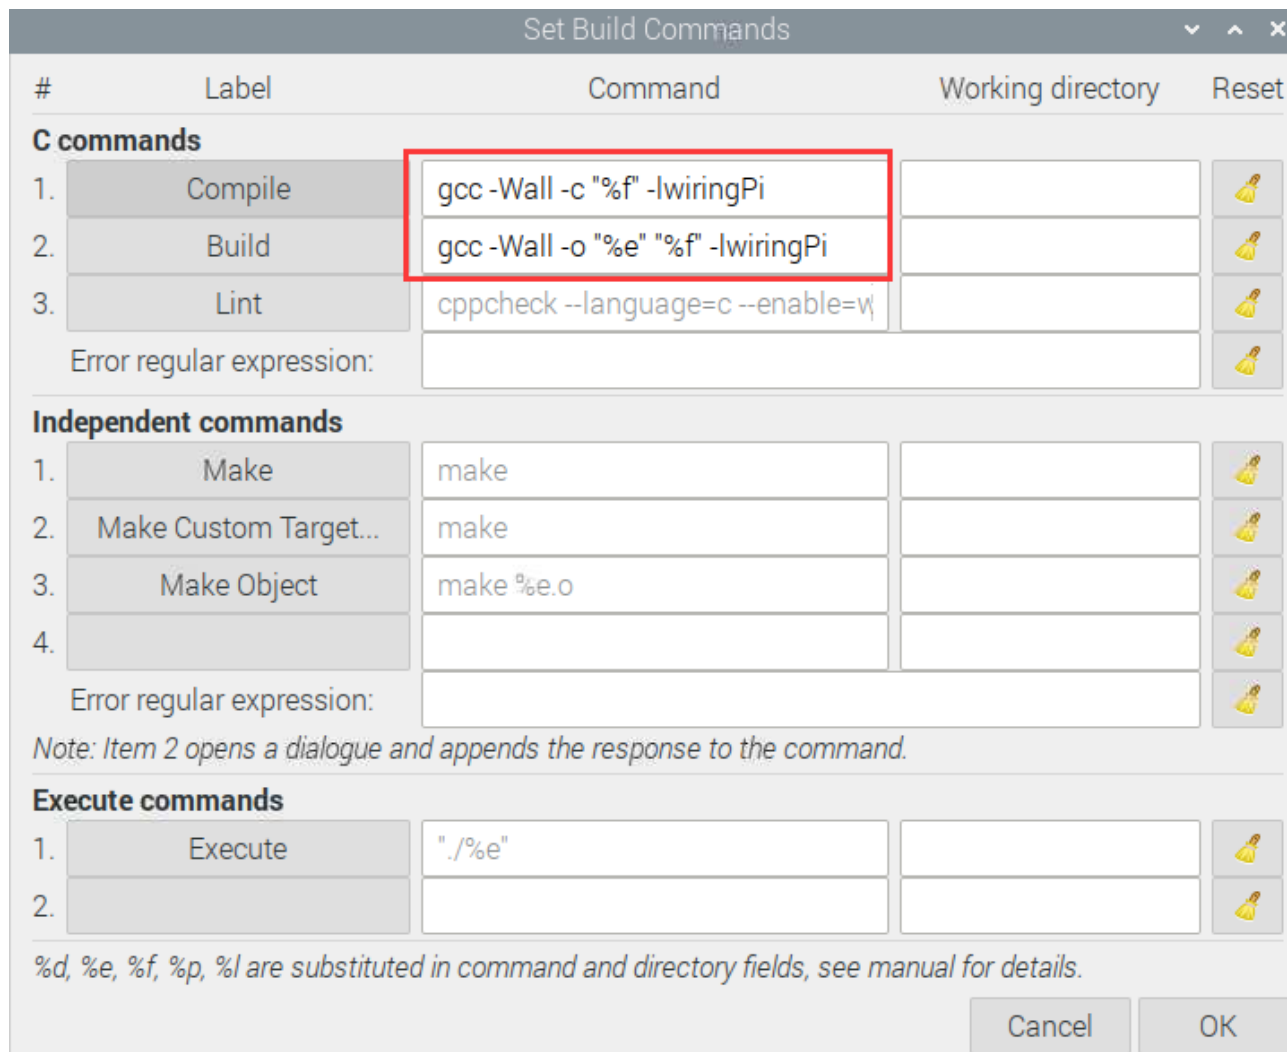 Set Build Commands
# Label Command Working directory Reset
C commands
1. Compile gcc -Wall -c "%f" -lwiringPi
2. Build gcc -Wall -o "%e" "%f" -lwiringPi
3. Lint cppcheck --language=c --enable=w
Error regular expression:
Independent commands
1. Make make
2. Make Custom Target... make
3. Make Object make %e.o
4.
Error regular expression:
Note: Item 2 opens a dialogue and appends the response to the command.
Execute commands
1. Execute "./%e"
2.
%d, %e, %f, %p, %l are substituted in command and directory fields, see manual for details.
Cancel OK